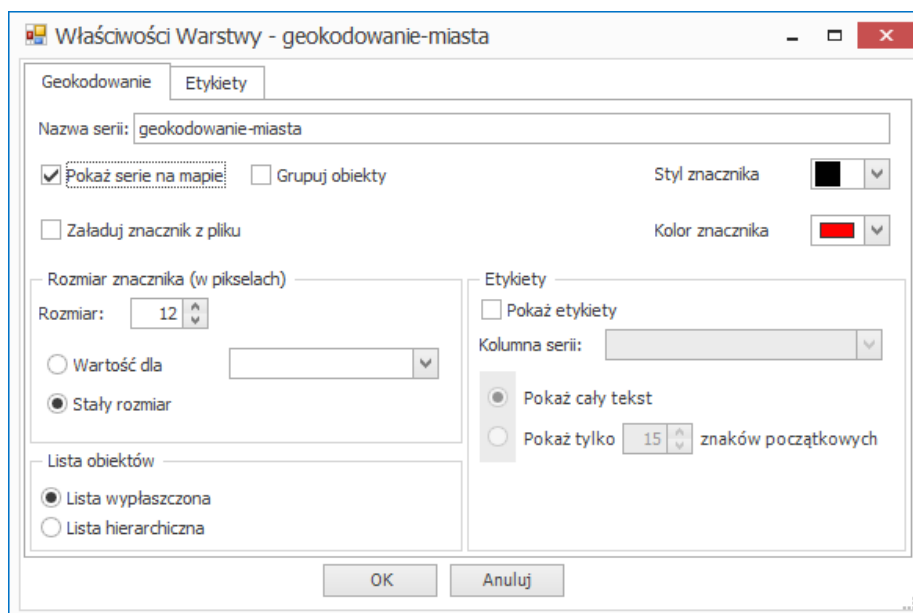 Właściwości Warstwy - geokodowanie-miasta
Geokodowanie Etykiety
Nazwa serii: geokodowanie-miasta
Pokaż serie na mapie Grupuj obiekty Styl znacznika
Załaduj znacznik z pliku Kolor znacznika
Rozmiar znacznika (w pikselach)
Rozmiar: 12
Wartość dla
Stały rozmiar
Lista obiektów
Lista wypłaszczona
Lista hierarchiczna
Etykiety
Pokaż etykiety
Kolumna serii:
Pokaż cały tekst
Pokaż tylko 15 znaków początkowych
OK Anuluj